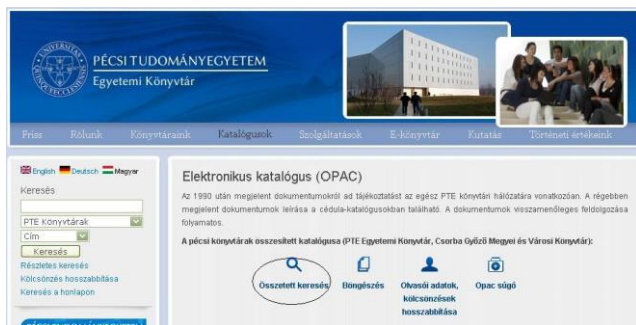 PÉCSI TUDOMÁNYEGYETEM
Egyetemi Könyvtár
Friss Rólunk Könyvtáraink Katalógusok Szolgáltatások E-könyvtár Kutatás Történeti értékeink
English Deutsch Magyar
Keresés
PTE Könyvtárak
Cím
Keresés
Részletes keresés
Kölcsönzés hosszabbítása
Keresés a honlapon
Elektronikus katalógus (OPAC)
Az 1990 után megjelent dokumentumokról ad tájékoztatást az egész PTE könyvtári hálózatára vonatkozóan. A régebben
megjelent dokumentumok leírása a cédula-katalógusokban található. A dokumentumok visszamenőleges feldolgozása
folyamatos.
A pécsi könyvtárak összesített katalógusa (PTE Egyetemi Könyvtár, Csorba Győző Megyei és Városi Könyvtár):
Összetett keresés Böngészés Olvasói adatok, Opac súgó
kölcsönzések
hosszabbítása